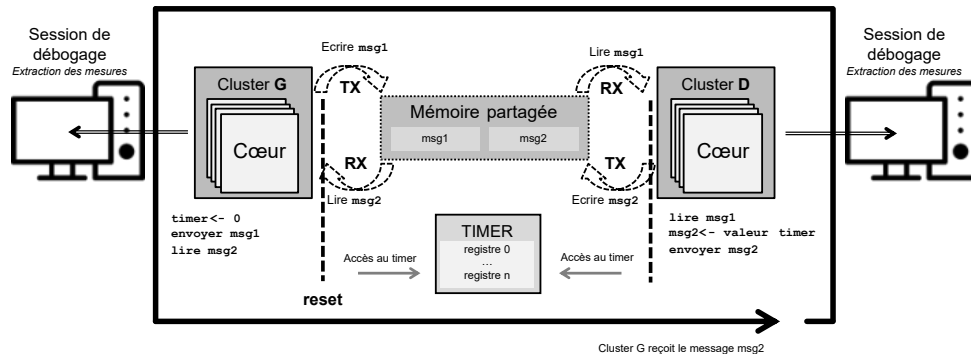 Session de
débogage
Extraction des mesures
Cluster G
Cœur
timer<- 0
envoyer msg1
lire msg2
Ecrire msg1
TX
RX
Lire msg2
reset
Mémoire partagée
msg1
msg2
TIMER
registre 0
...
registre n
Accès au timer
Accès au timer
Lire msg1
RX
TX
Ecrire msg2
Cluster D
Cœur
lire msg1
msg2<- valeur timer
envoyer msg2
Session de
débogage
Extraction des mesures
Cluster G reçoit le message msg2